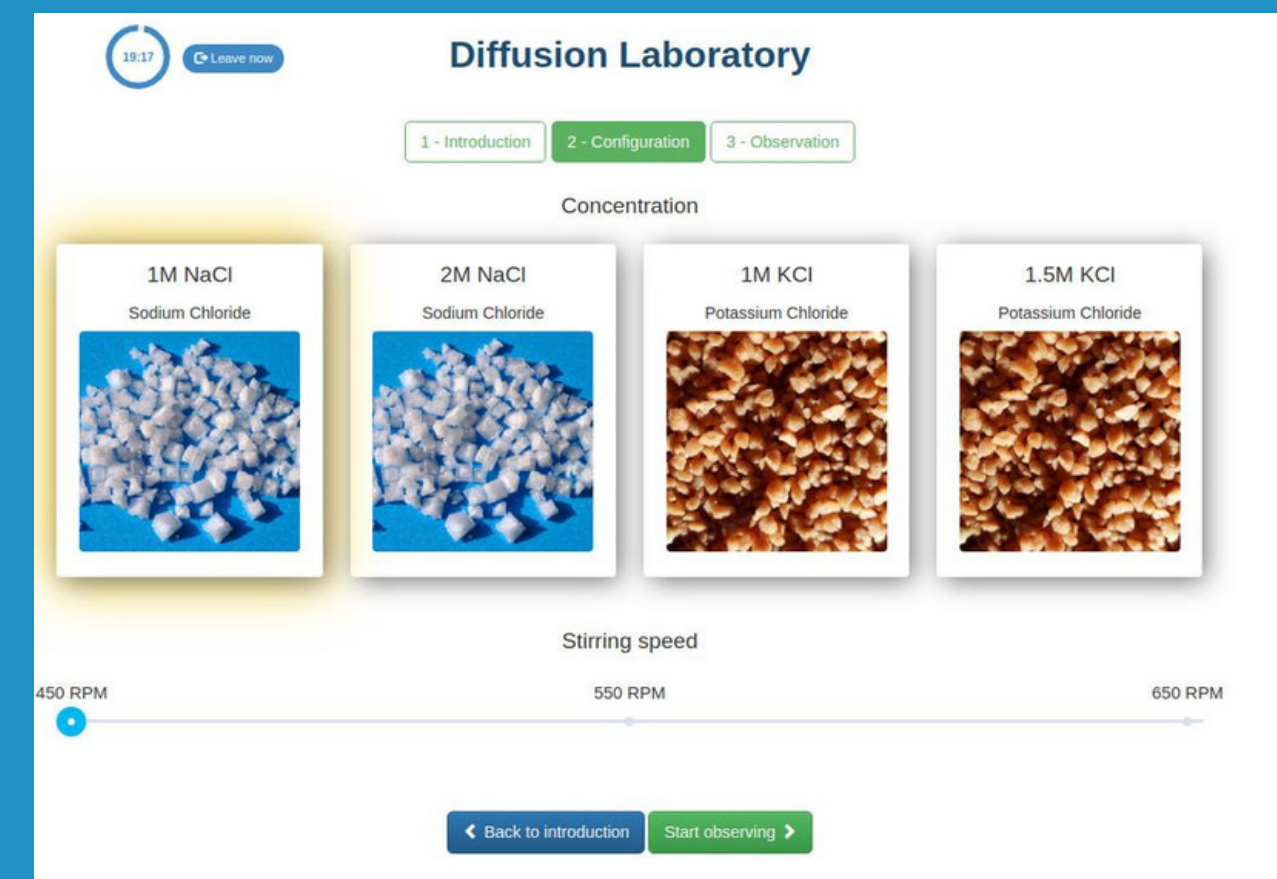 19:17
Leave now
Diffusion Laboratory
1 - Introduction
2 - Configuration
3 - Observation
Concentration
1M NaCl
2M NaCl
1M KCl
1.5M KCl
Sodium Chloride
Sodium Chloride
Potassium Chloride
Potassium Chloride
Stirring speed
450 RPM
550 RPM
650 RPM
Back to introduction
Start observing